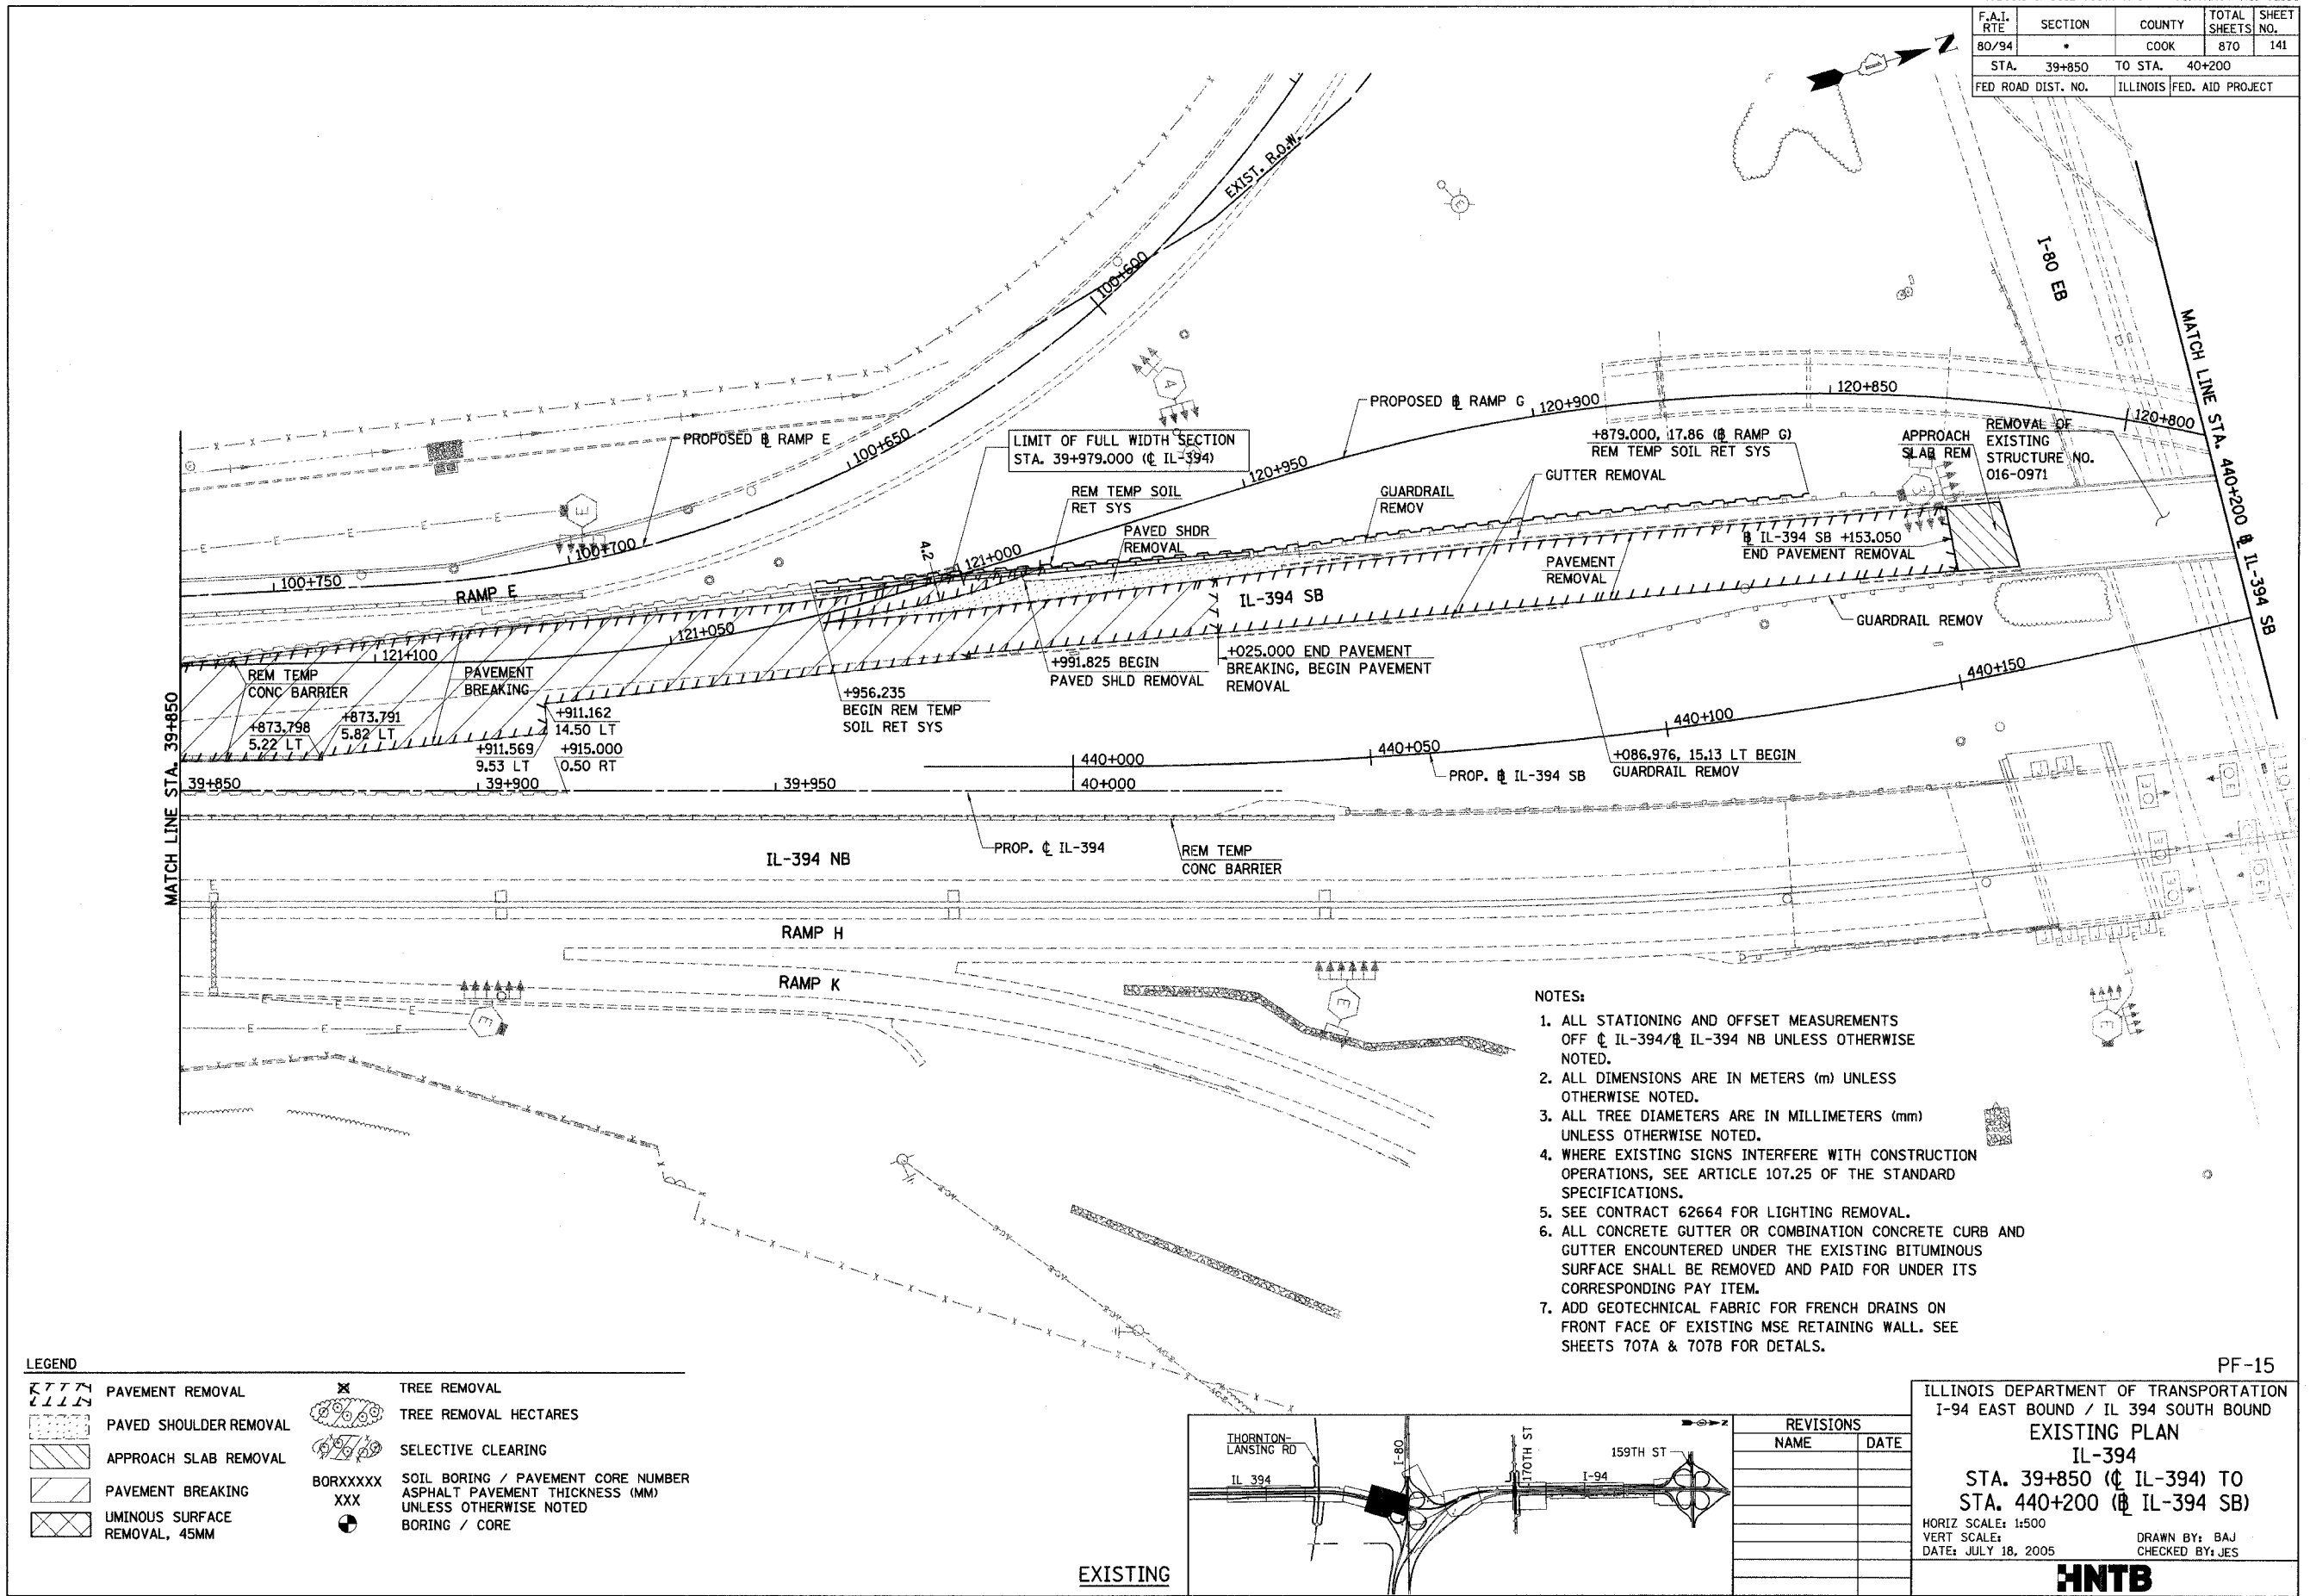 F.A.I. RTE SECTION COUNTY TOTAL SHEETS SHEET NO.
80/94 * COOK 870 141
STA. 39+850 TO STA. 40+200
FED ROAD DIST. NO. ILLINOIS FED. AID PROJECT
N
EXIST. R.O.W.
100+600
I-80 EB
MATCH LINE STA. 440+200 ⅊ IL-394 SB
4
PROPOSED ⅊ RAMP E
100+650
LIMIT OF FULL WIDTH SECTION
STA. 39+979.000 (℄ IL-394)
PROPOSED ⅊ RAMP G
120+950
120+900
120+850
120+800
+879.000, 17.86 (⅊ RAMP G)
REM TEMP SOIL RET SYS
APPROACH
SLAB REM
REMOVAL OF
EXISTING
STRUCTURE NO.
016-0971
GUTTER REMOVAL
REM TEMP SOIL
RET SYS
GUARDRAIL
REMOV
PAVED SHDR
REMOVAL
3
E
100+700
100+750
RAMP E
4.2
121+000
IL-394 SB
PAVEMENT
REMOVAL
⅊ IL-394 SB +153.050
END PAVEMENT REMOVAL
GUARDRAIL REMOV
121+050
121+100
REM TEMP
CONC BARRIER
PAVEMENT
BREAKING
+991.825 BEGIN
PAVED SHLD REMOVAL
+025.000 END PAVEMENT
BREAKING, BEGIN PAVEMENT
REMOVAL
+956.235
BEGIN REM TEMP
SOIL RET SYS
+873.798
5.22 LT
+873.791
5.82 LT
+911.162
14.50 LT
+911.569
9.53 LT
+915.000
0.50 RT
440+000
440+050
440+100
440+150
+086.976, 15.13 LT BEGIN
GUARDRAIL REMOV
PROP. ⅊ IL-394 SB
MATCH LINE STA. 39+850
39+850
39+900
39+950
40+000
PROP. ℄ IL-394
REM TEMP
CONC BARRIER
IL-394 NB
RAMP H
RAMP K
E
E
NOTES:
1. ALL STATIONING AND OFFSET MEASUREMENTS
OFF ℄ IL-394/⅊ IL-394 NB UNLESS OTHERWISE
NOTED.
2. ALL DIMENSIONS ARE IN METERS (m) UNLESS
OTHERWISE NOTED.
3. ALL TREE DIAMETERS ARE IN MILLIMETERS (mm)
UNLESS OTHERWISE NOTED.
4. WHERE EXISTING SIGNS INTERFERE WITH CONSTRUCTION
OPERATIONS, SEE ARTICLE 107.25 OF THE STANDARD
SPECIFICATIONS.
5. SEE CONTRACT 62664 FOR LIGHTING REMOVAL.
6. ALL CONCRETE GUTTER OR COMBINATION CONCRETE CURB AND
GUTTER ENCOUNTERED UNDER THE EXISTING BITUMINOUS
SURFACE SHALL BE REMOVED AND PAID FOR UNDER ITS
CORRESPONDING PAY ITEM.
7. ADD GEOTECHNICAL FABRIC FOR FRENCH DRAINS ON
FRONT FACE OF EXISTING MSE RETAINING WALL. SEE
SHEETS 707A & 707B FOR DETALS.
LEGEND
PAVEMENT REMOVAL
PAVED SHOULDER REMOVAL
APPROACH SLAB REMOVAL
PAVEMENT BREAKING
UMINOUS SURFACE
REMOVAL, 45MM
TREE REMOVAL
TREE REMOVAL HECTARES
SELECTIVE CLEARING
BORXXXXX SOIL BORING / PAVEMENT CORE NUMBER
XXX ASPHALT PAVEMENT THICKNESS (MM)
UNLESS OTHERWISE NOTED
BORING / CORE
EXISTING
THORNTON-
LANSING RD
IL 394
I-80
170TH ST
I-94
159TH ST
REVISIONS
NAME DATE
PF-15
ILLINOIS DEPARTMENT OF TRANSPORTATION
I-94 EAST BOUND / IL 394 SOUTH BOUND
EXISTING PLAN
IL-394
STA. 39+850 (℄ IL-394) TO
STA. 440+200 (⅊ IL-394 SB)
HORIZ SCALE: 1:500
VERT SCALE:
DATE: JULY 18, 2005
DRAWN BY: BAJ
CHECKED BY: JES
HNTB